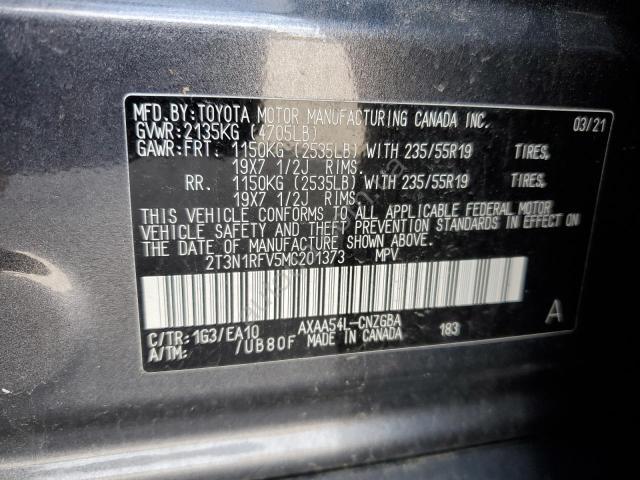 MFD.BY:TOYOTA MOTOR MANUFACTURING CANADA INC. 03/21
GVWR:2135KG (4705LB)
GAWR:FRT. 1150KG (2535LB) WITH 235/55R19 TIRES,
19X7 1/2J RIMS.
RR. 1150KG (2535LB) WITH 235/55R19 TIRES,
19X7 1/2J RIMS.
THIS VEHICLE CONFORMS TO ALL APPLICABLE FEDERAL MOTOR
VEHICLE SAFETY AND THEFT PREVENTION STANDARDS IN EFFECT ON
THE DATE OF MANUFACTURE SHOWN ABOVE.
2T3N1RFV5MC201373 MPV
C/TR:1G3/EA10 AXAA54L-CNZGBA A
A/TM: /UB80F MADE IN CANADA 183